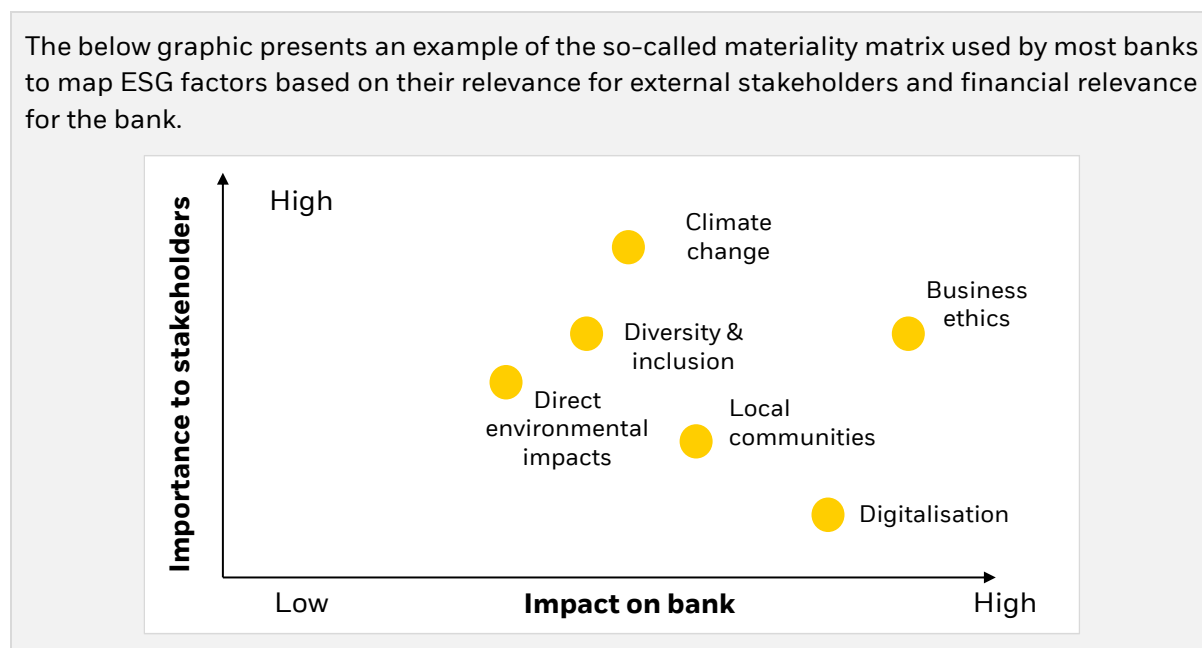 The below graphic presents an example of the so-called materiality matrix used by most banks
to map ESG factors based on their relevance for external stakeholders and financial relevance
for the bank.
Importance to stakeholders
High
Climate
change
Business
ethics
Diversity &
inclusion
Direct
environmental
impacts
Local
communities
Digitalisation
Low
Impact on bank
High